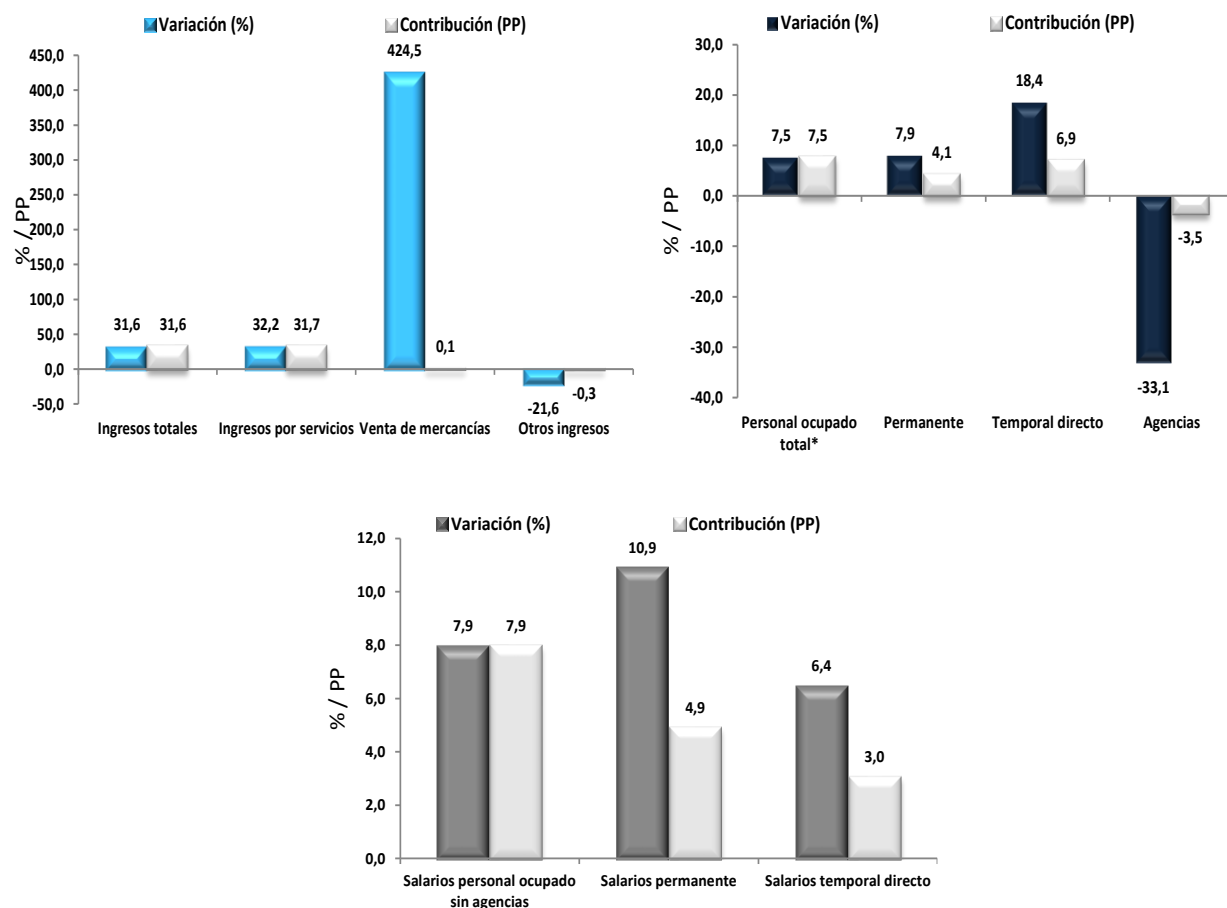 Variación (%) Contribución (PP)
450,0
400,0
350,0
300,0
250,0
200,0
150,0
100,0
50,0
0,0
-50,0
% / PP
31,6 31,6
32,2 31,7
424,5
0,1
-21,6
-0,3
Ingresos totales Ingresos por servicios Venta de mercancías Otros ingresos
Variación (%) Contribución (PP)
30,0
20,0
10,0
0,0
-10,0
-20,0
-30,0
-40,0
% / PP
7,5 7,5
7,9
4,1
18,4
6,9
-33,1
-3,5
Personal ocupado
total*
Permanente
Temporal directo
Agencias
Variación (%) Contribución (PP)
12,0
10,0
8,0
6,0
4,0
2,0
0,0
% / PP
7,9 7,9
10,9
4,9
6,4
3,0
Salarios personal ocupado
sin agencias
Salarios permanente
Salarios temporal directo